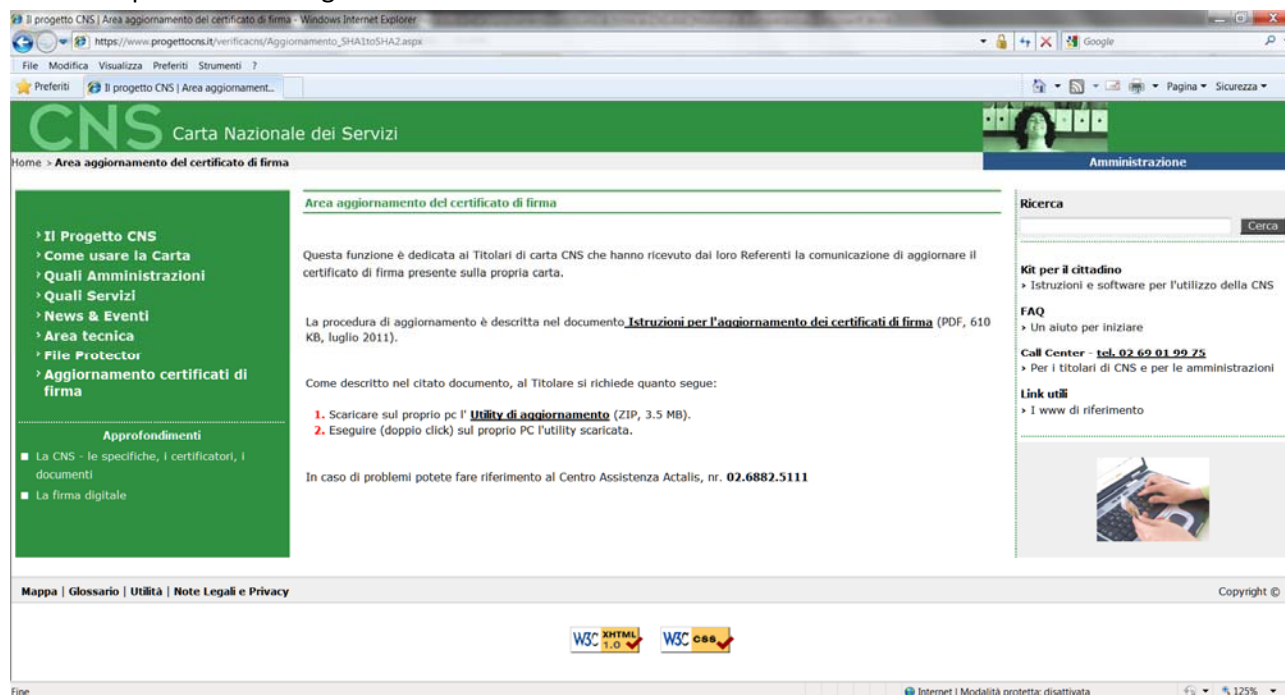 Il progetto CNS | Area aggiornamento del certificato di firma - Windows Internet Explorer
https://www.progettocns.it/verificacns/Aggiornamento_SHA1toSHA2.aspx
Google
File Modifica Visualizza Preferiti Strumenti ?
Preferiti Il progetto CNS | Area aggiornament... Pagina Sicurezza
CNS Carta Nazionale dei Servizi
Home > Area aggiornamento del certificato di firma
Amministrazione
› Il Progetto CNS
› Come usare la Carta
› Quali Amministrazioni
› Quali Servizi
› News & Eventi
› Area tecnica
› File Protector
› Aggiornamento certificati di
firma
Approfondimenti
La CNS - le specifiche, i certificatori, i
documenti
La firma digitale
Area aggiornamento del certificato di firma
Questa funzione è dedicata ai Titolari di carta CNS che hanno ricevuto dai loro Referenti la comunicazione di aggiornare il
certificato di firma presente sulla propria carta.
La procedura di aggiornamento è descritta nel documento Istruzioni per l'aggiornamento dei certificati di firma (PDF, 610
KB, luglio 2011).
Come descritto nel citato documento, al Titolare si richiede quanto segue:
1. Scaricare sul proprio pc l' Utility di aggiornamento (ZIP, 3.5 MB).
2. Eseguire (doppio click) sul proprio PC l'utility scaricata.
In caso di problemi potete fare riferimento al Centro Assistenza Actalis, nr. 02.6882.5111
Ricerca
Cerca
Kit per il cittadino
› Istruzioni e software per l'utilizzo della CNS
FAQ
› Un aiuto per iniziare
Call Center - tel. 02 69 01 99 75
› Per i titolari di CNS e per le amministrazioni
Link utili
› I www di riferimento
Mappa | Glossario | Utilità | Note Legali e Privacy
Copyright ©
W3C XHTML 1.0
W3C css
Fine
Internet | Modalità protetta: disattivata
125%